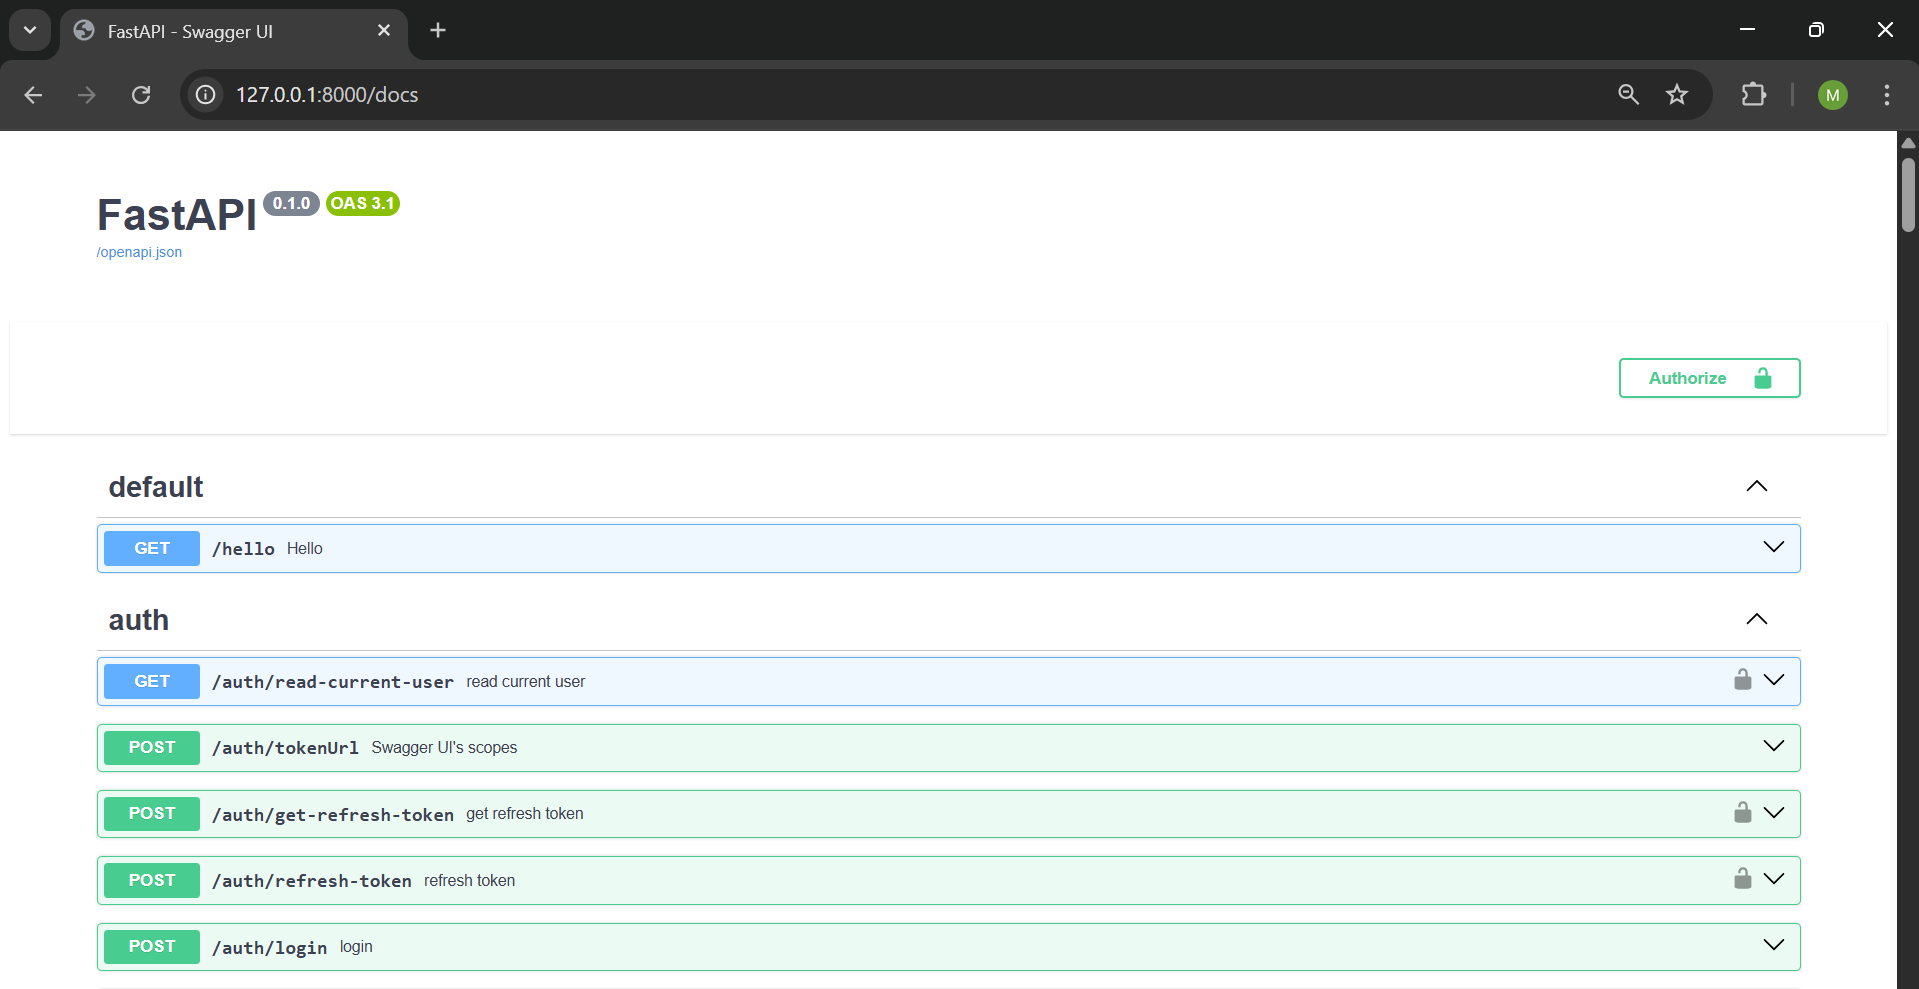 FastAPI - Swagger UI
127.0.0.1:8000/docs
M
FastAPI 0.1.0 OAS 3.1
/openapi.json
Authorize
default
GET /hello Hello
auth
GET /auth/read-current-user read current user
POST /auth/tokenUrl Swagger UI's scopes
POST /auth/get-refresh-token get refresh token
POST /auth/refresh-token refresh token
POST /auth/login login